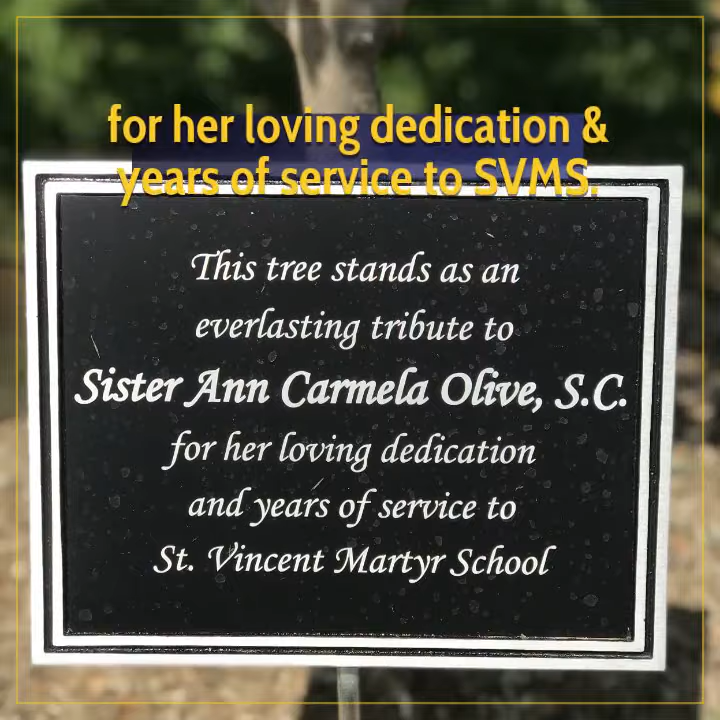 for her loving dedication &
years of service to SVMS.
This tree stands as an
everlasting tribute to
Sister Ann Carmela Olive, S.C.
for her loving dedication
and years of service to
St. Vincent Martyr School